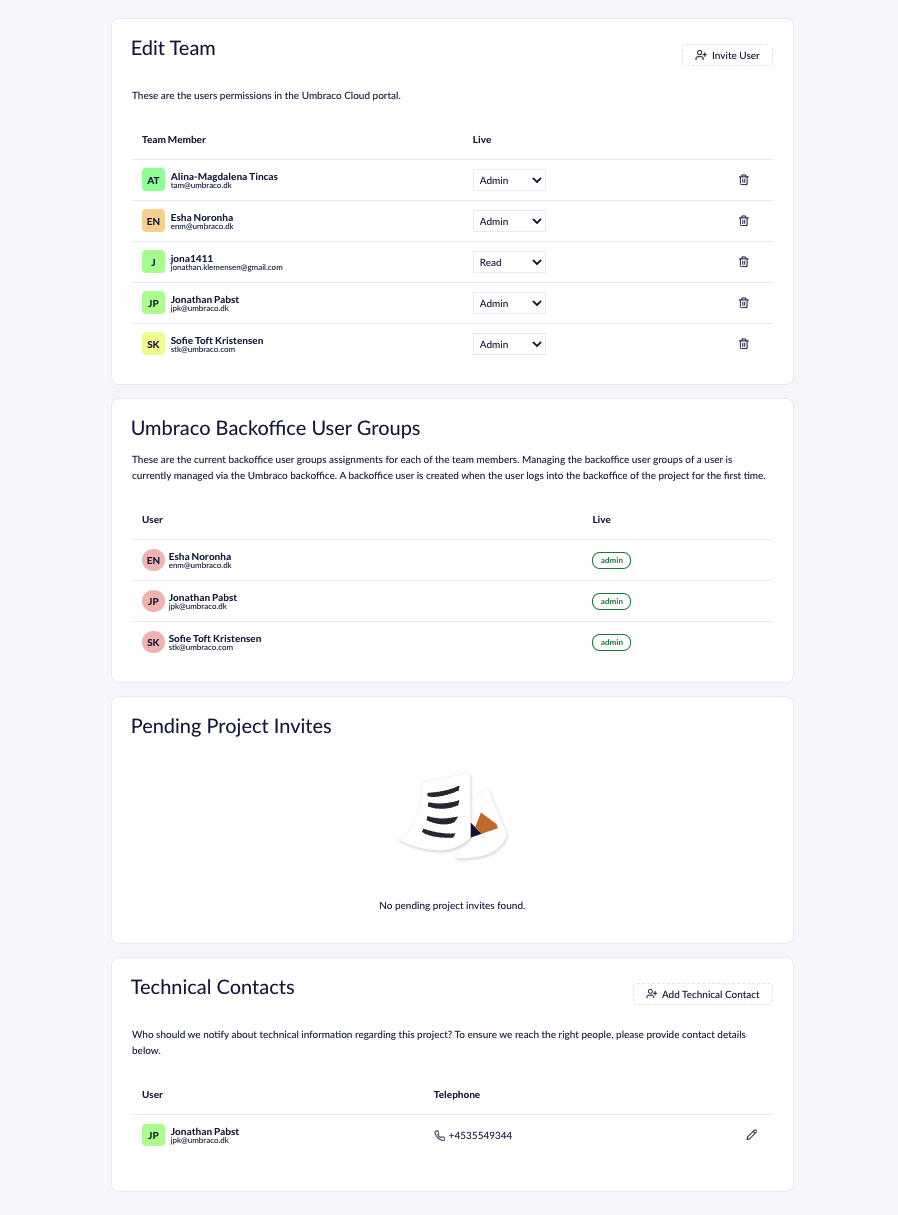 Edit Team
Invite User
These are the users permissions in the Umbraco Cloud portal.
Team Member Live
AT Alina-Magdalena Tincas
tam@umbraco.dk
Admin
EN Esha Noronha
enm@umbraco.dk
Admin
J jona1411
jonathan.klemensen@gmail.com
Read
JP Jonathan Pabst
jpk@umbraco.dk
Admin
SK Sofie Toft Kristensen
stk@umbraco.com
Admin
Umbraco Backoffice User Groups
These are the current backoffice user groups assignments for each of the team members. Managing the backoffice user groups of a user is
currently managed via the Umbraco backoffice. A backoffice user is created when the user logs into the backoffice of the project for the first time.
User Live
EN Esha Noronha
enm@umbraco.dk
admin
JP Jonathan Pabst
jpk@umbraco.dk
admin
SK Sofie Toft Kristensen
stk@umbraco.com
admin
Pending Project Invites
No pending project invites found.
Technical Contacts
Add Technical Contact
Who should we notify about technical information regarding this project? To ensure we reach the right people, please provide contact details
below.
User Telephone
JP Jonathan Pabst
jpk@umbraco.dk
+4535549344